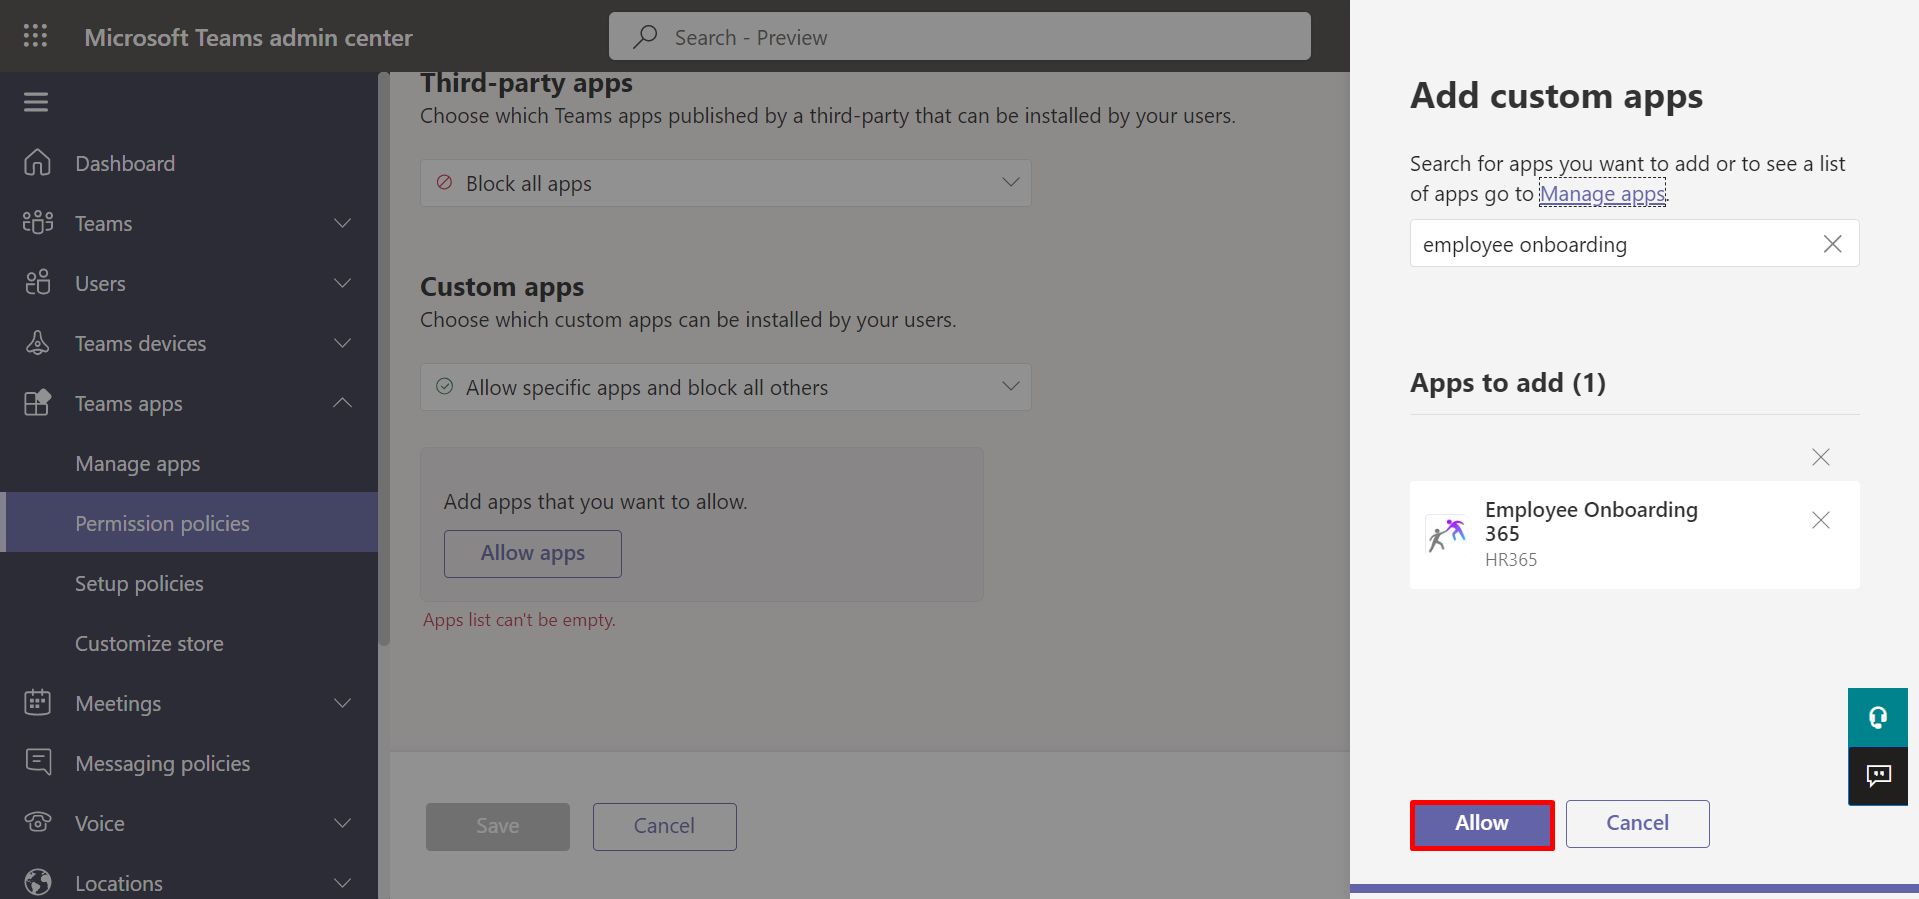 Microsoft Teams admin center
Search - Preview
Dashboard
Teams
Users
Teams devices
Teams apps
Manage apps
Permission policies
Setup policies
Customize store
Meetings
Messaging policies
Voice
Locations
Third-party apps
Choose which Teams apps published by a third-party that can be installed by your users.
Block all apps
Custom apps
Choose which custom apps can be installed by your users.
Allow specific apps and block all others
Add apps that you want to allow.
Allow apps
Apps list can't be empty.
Save
Cancel
Add custom apps
Search for apps you want to add or to see a list
of apps go to Manage apps.
employee onboarding
Apps to add (1)
Employee Onboarding
365
HR365
Allow
Cancel